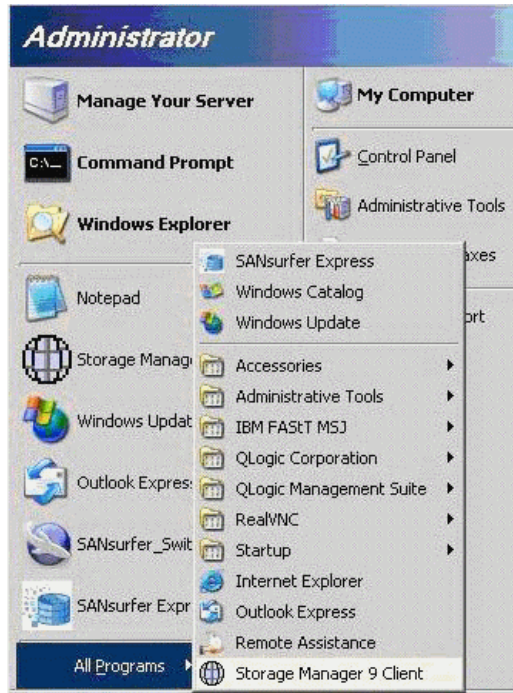 Administrator
Manage Your Server
Command Prompt
Windows Explorer
Notepad
Storage Manag
Windows Updat
Outlook Expres
SANsurfer_Swit
SANsurfer Expr
All Programs
My Computer
Control Panel
Administrative Tools
axes
ort
SANsurfer Express
Windows Catalog
Windows Update
Accessories
Administrative Tools
IBM FAStT MSJ
QLogic Corporation
QLogic Management Suite
RealVNC
Startup
Internet Explorer
Outlook Express
Remote Assistance
Storage Manager 9 Client